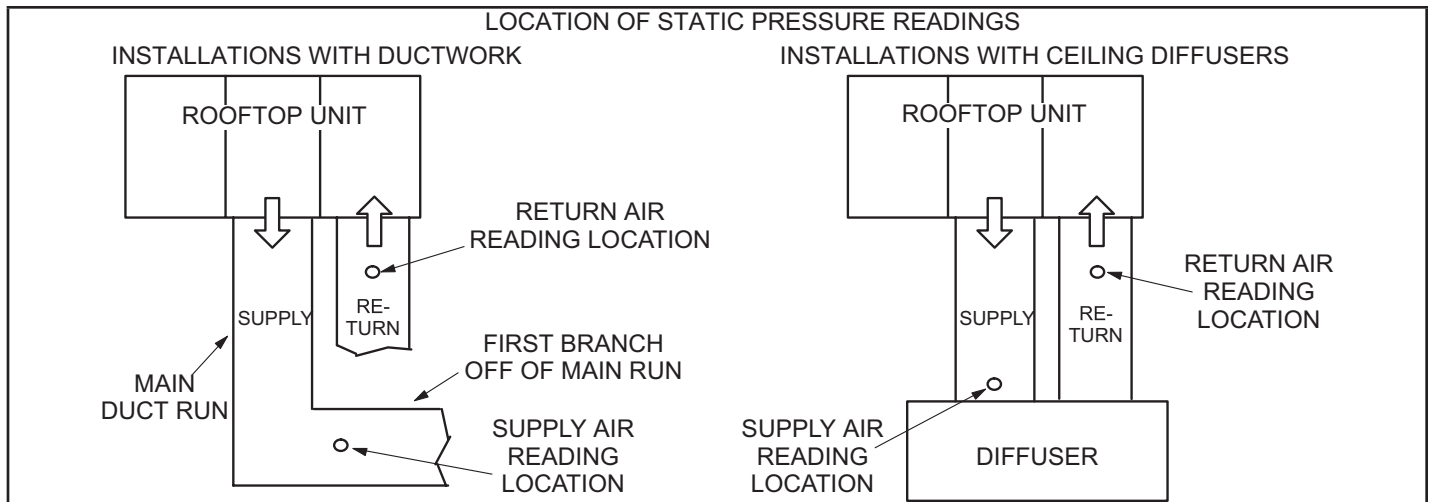 LOCATION OF STATIC PRESSURE READINGS
INSTALLATIONS WITH DUCTWORK
ROOFTOP UNIT
RETURN AIR
READING LOCATION
SUPPLY
RE-
TURN
MAIN
DUCT RUN
FIRST BRANCH
OFF OF MAIN RUN
SUPPLY AIR
READING
LOCATION
INSTALLATIONS WITH CEILING DIFFUSERS
ROOFTOP UNIT
RETURN AIR
READING
LOCATION
SUPPLY
RE-
TURN
SUPPLY AIR
READING
LOCATION
DIFFUSER